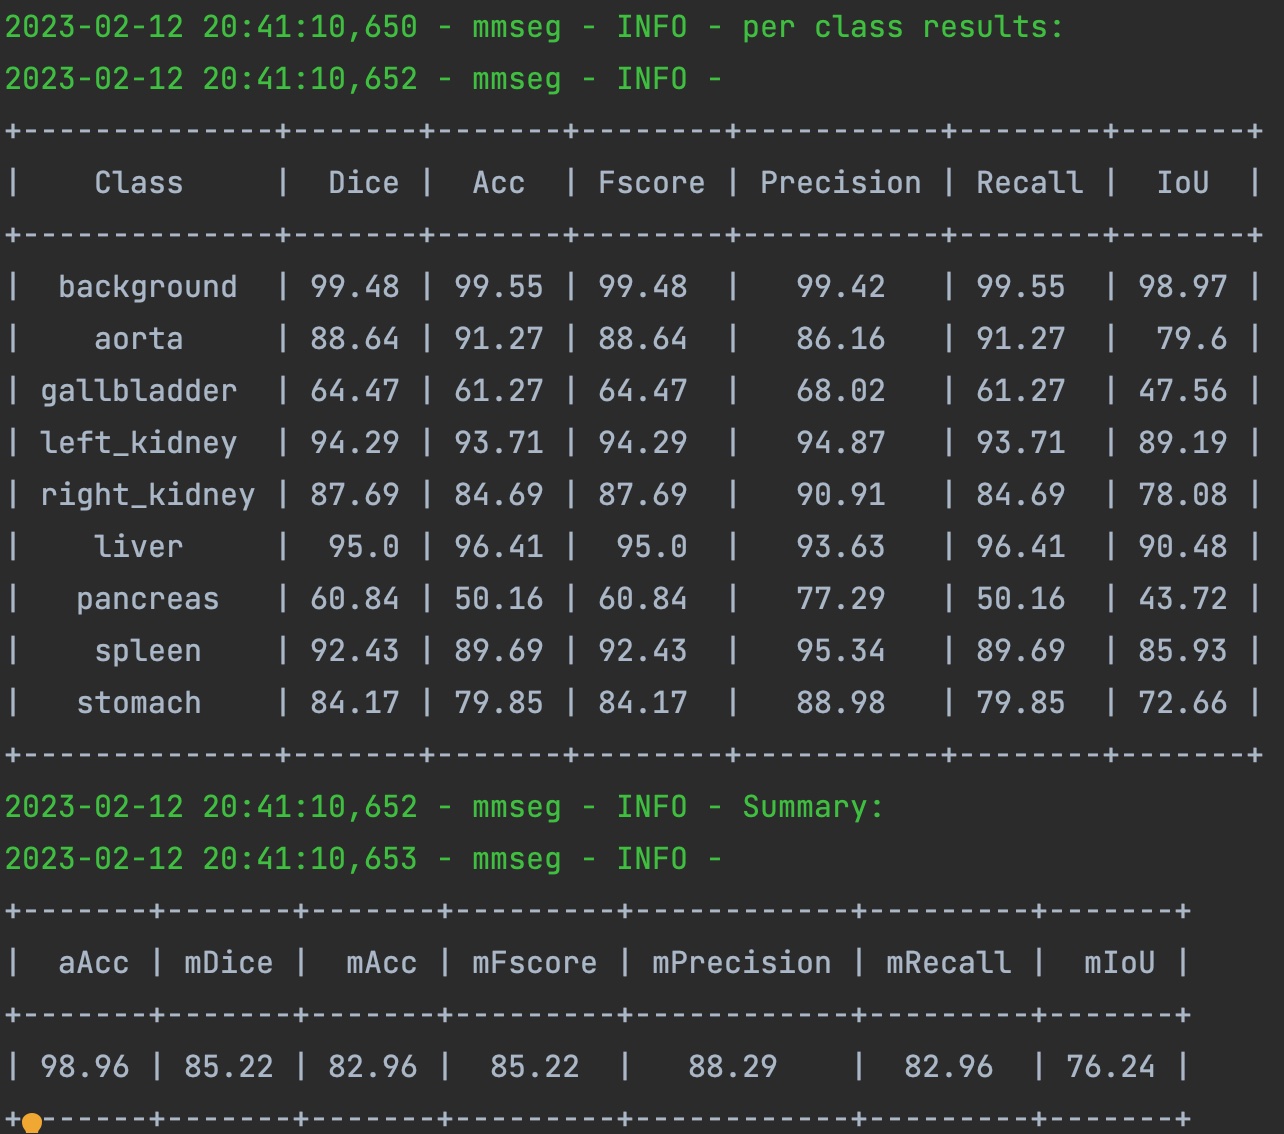 2023-02-12 20:41:10,650 - mmseg - INFO - per class results:
2023-02-12 20:41:10,652 - mmseg - INFO -
+--------------+-------+-------+--------+-----------+--------+-------+
|    Class     |  Dice |  Acc  | Fscore | Precision | Recall |  IoU  |
+--------------+-------+-------+--------+-----------+--------+-------+
|  background  | 99.48 | 99.55 | 99.48  |   99.42   | 99.55  | 98.97 |
|    aorta     | 88.64 | 91.27 | 88.64  |   86.16   | 91.27  |  79.6 |
| gallbladder  | 64.47 | 61.27 | 64.47  |   68.02   | 61.27  | 47.56 |
| left_kidney  | 94.29 | 93.71 | 94.29  |   94.87   | 93.71  | 89.19 |
| right_kidney | 87.69 | 84.69 | 87.69  |   90.91   | 84.69  | 78.08 |
|    liver     |  95.0 | 96.41 |  95.0  |   93.63   | 96.41  | 90.48 |
|   pancreas   | 60.84 | 50.16 | 60.84  |   77.29   | 50.16  | 43.72 |
|    spleen    | 92.43 | 89.69 | 92.43  |   95.34   | 89.69  | 85.93 |
|   stomach    | 84.17 | 79.85 | 84.17  |   88.98   | 79.85  | 72.66 |
+--------------+-------+-------+--------+-----------+--------+-------+
2023-02-12 20:41:10,652 - mmseg - INFO - Summary:
2023-02-12 20:41:10,653 - mmseg - INFO -
+-------+-------+-------+---------+------------+---------+-------+
|  aAcc | mDice |  mAcc | mFscore | mPrecision | mRecall |  mIoU |
+-------+-------+-------+---------+------------+---------+-------+
| 98.96 | 85.22 | 82.96 |  85.22  |   88.29    |  82.96  | 76.24 |
+-------+-------+-------+---------+------------+---------+-------+